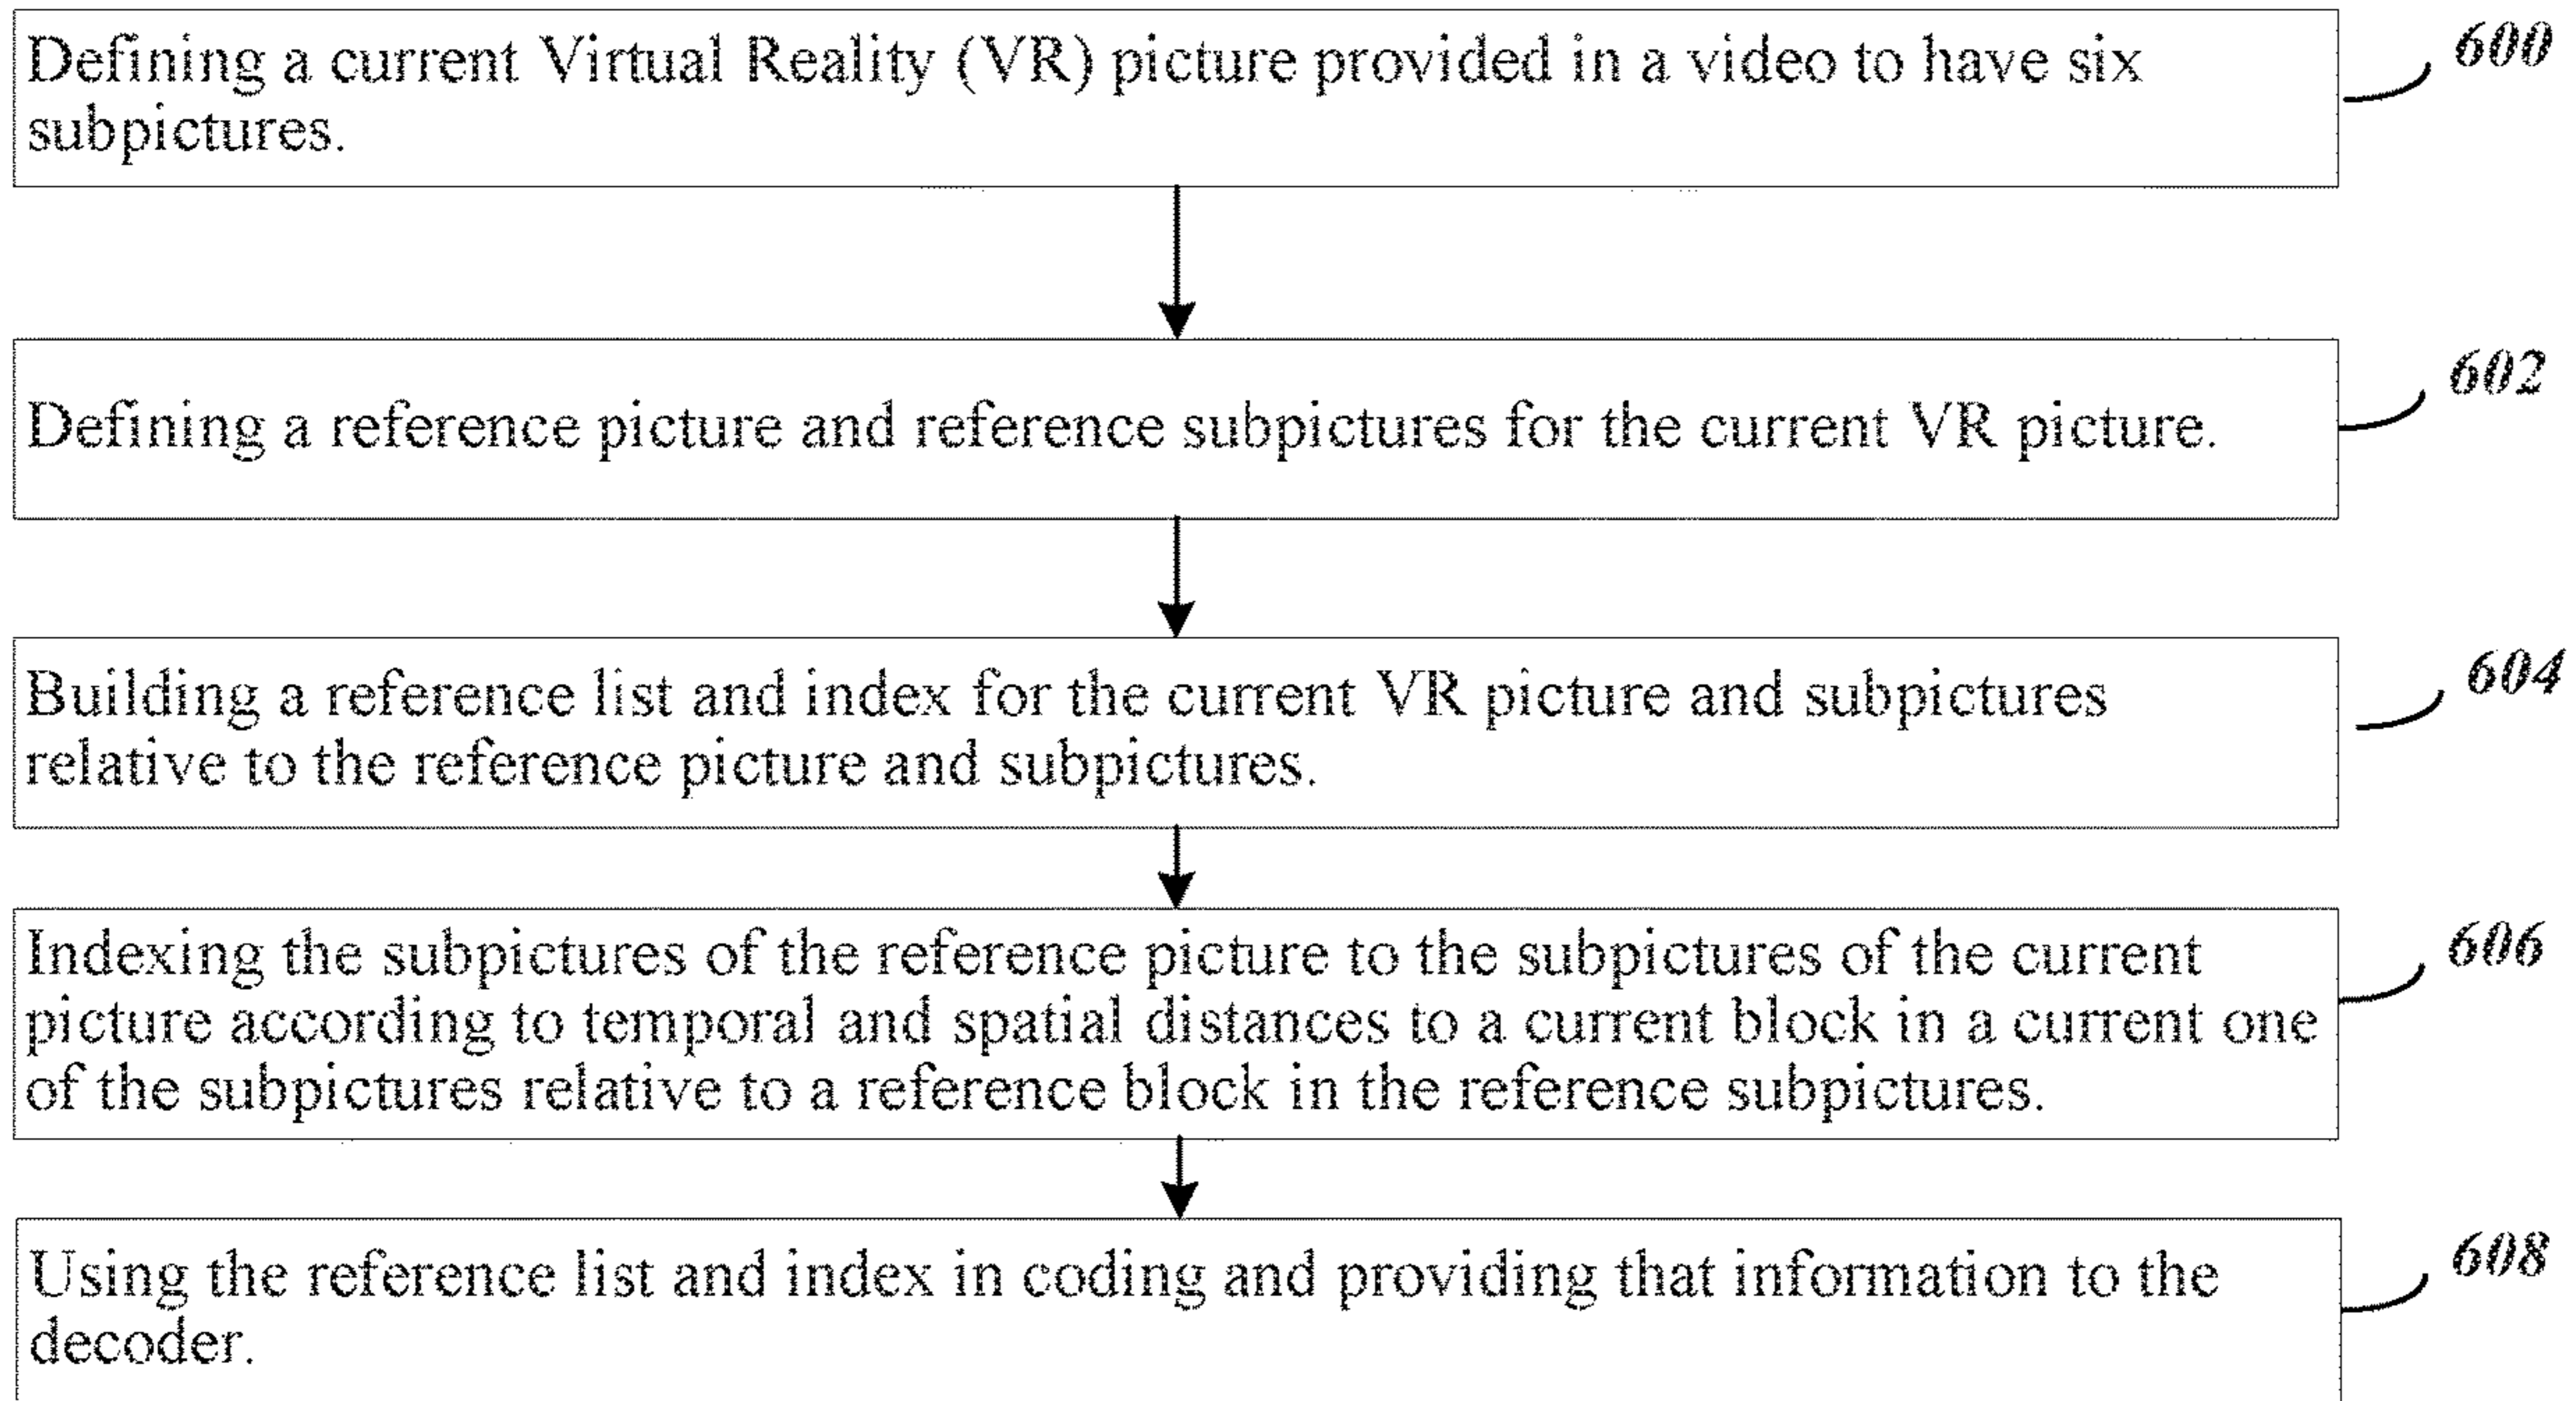 Defining a current Virtual Reality (VR) picture provided in a video to have six
subpictures.
600
Defining a reference picture and reference subpictures for the current VR picture.
602
Building a reference list and index for the current VR picture and subpictures
relative to the reference picture and subpictures.
604
Indexing the subpictures of the reference picture to the subpictures of the current
picture according to temporal and spatial distances to a current block in a current one
of the subpictures relative to a reference block in the reference subpictures.
606
Using the reference list and index in coding and providing that information to the
decoder.
608